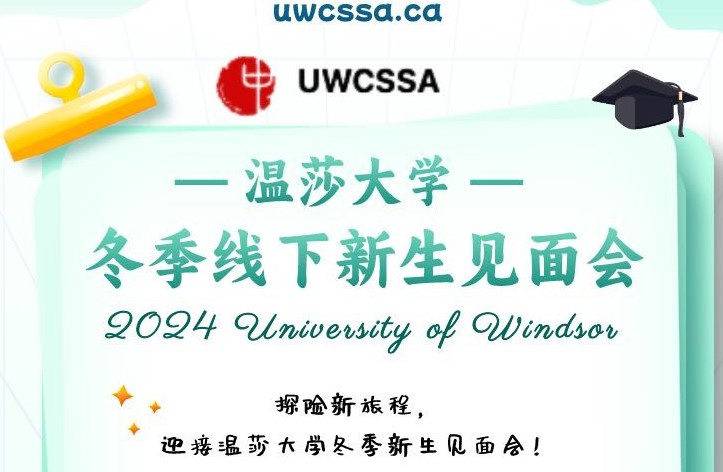 uwcssa.ca
UWCSSA
— 温莎大学 —
冬季线下新生见面会
2024 University of Windsor
探险新旅程，
迎接温莎大学冬季新生见面会！